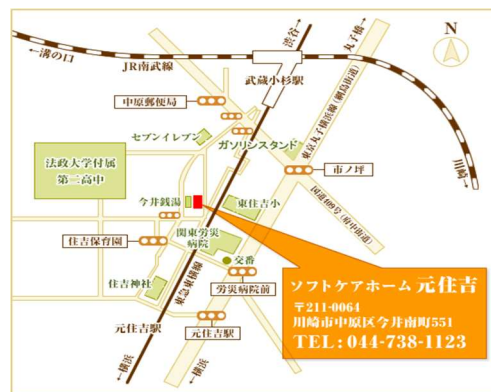 N
←溝の口
JR南武線
渋谷→
武蔵小杉駅
丸子橋→
東京丸子横浜線(綱島街道)
川崎→
中原郵便局
セブンイレブン
ガソリンスタンド
法政大学付属
第二高中
市ノ坪
今井銭湯
東住吉小
国道409号(府中街道)
住吉保育園
関東労災
病院
交番
住吉神社
東急東横線
労災病院前
元住吉駅
元住吉駅
←横浜
←横浜
ソフトケアホーム 元住吉
〒211-0064
川崎市中原区今井南町551
TEL:044-738-1123